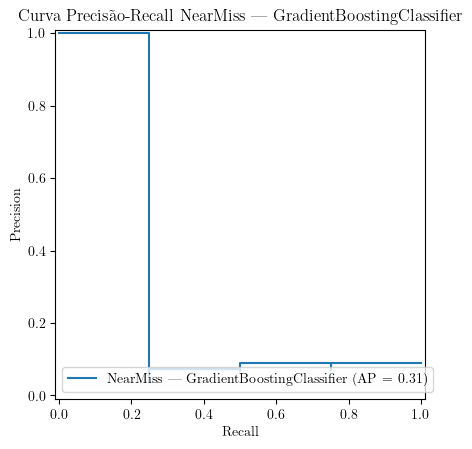 Curva Precisão-Recall NearMiss — GradientBoostingClassifier
1.0
0.8
0.6
0.4
0.2
0.0
Precision
NearMiss — GradientBoostingClassifier (AP = 0.31)
0.0 0.2 0.4 0.6 0.8 1.0
Recall